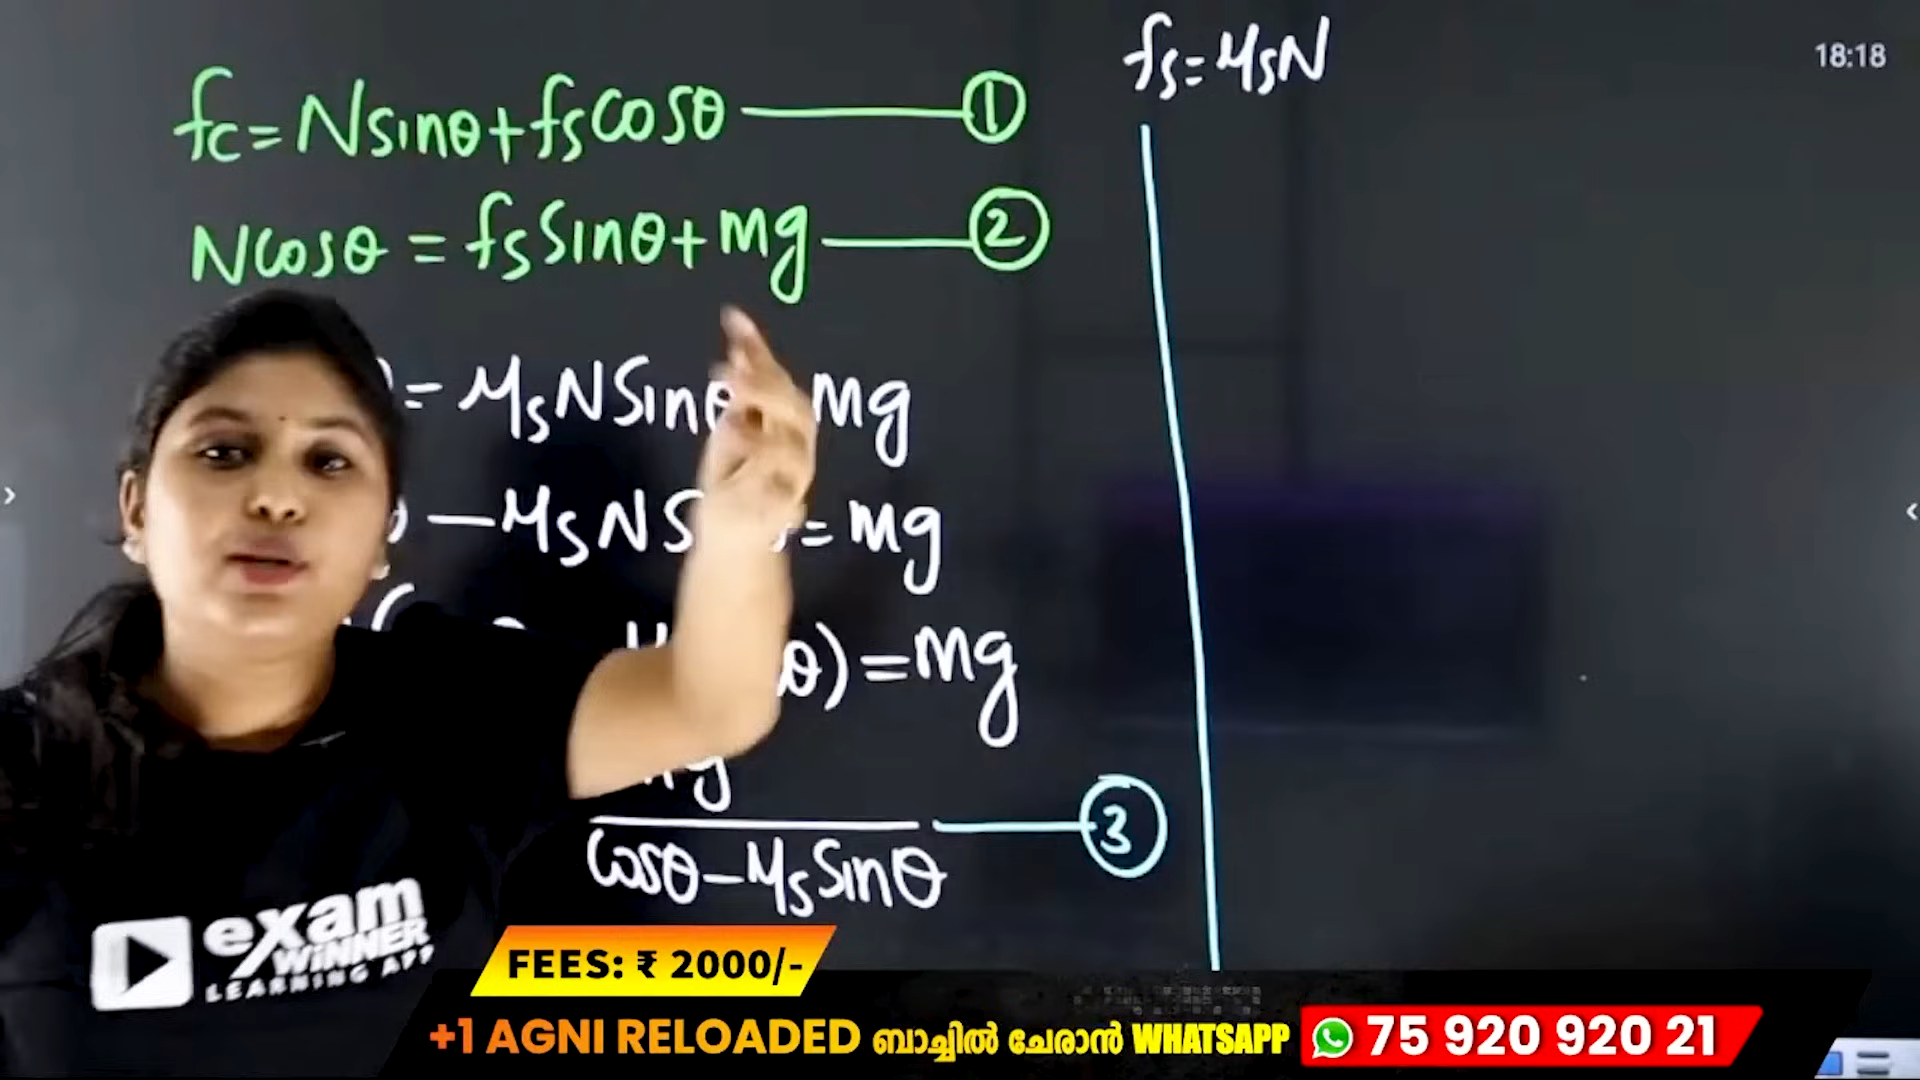 fs=μsN
18:18
fc=Nsinθ+fscosθ ①
Ncosθ = fssinθ+mg ②
= μsNSinθ mg
-μsNS = mg
θ)=mg
mg
cosθ-μsSinθ ③
exam
WINNER
LEARNING APP
FEES: ₹ 2000/-
+1 AGNI RELOADED ബാച്ചിൽ ചേരാൻ WHATSAPP 75 920 920 21